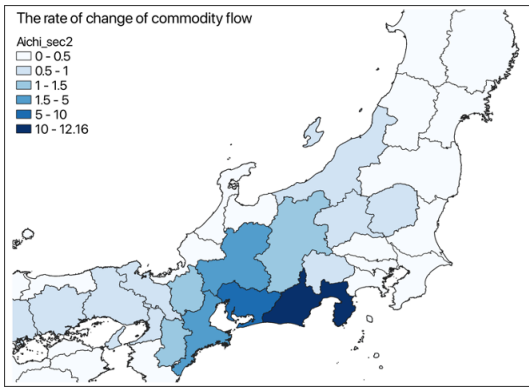 The rate of change of commodity flow
Aichi_sec2
0 - 0.5
0.5 - 1
1 - 1.5
1.5 - 5
5 - 10
10 - 12.16